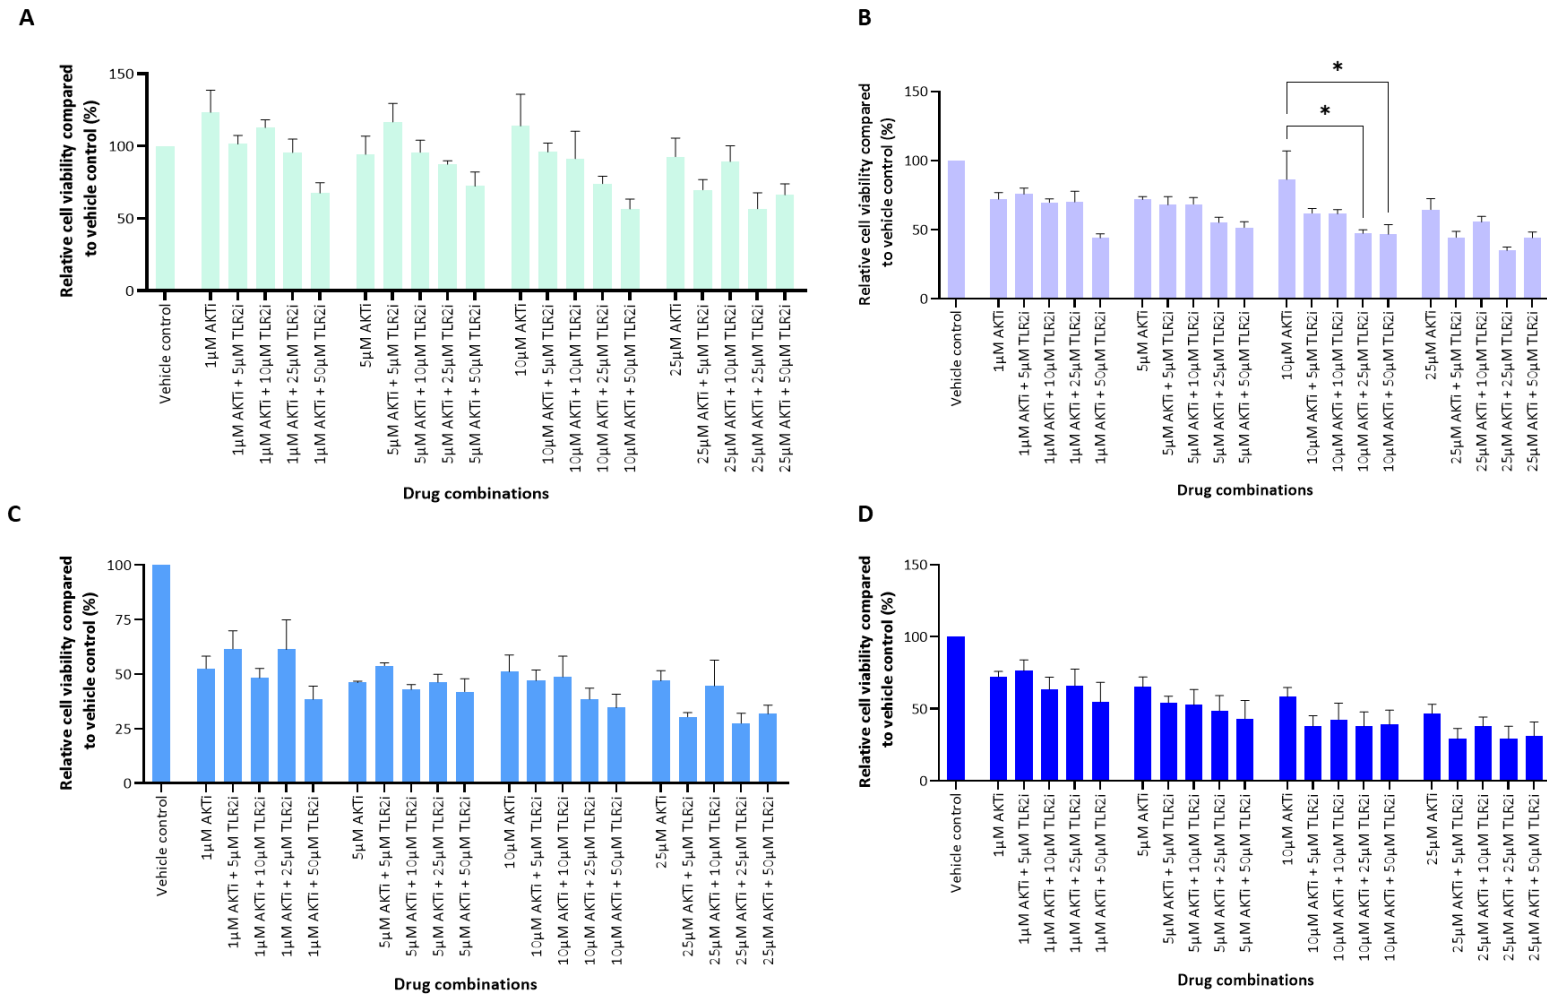 A
Relative cell viability compared
to vehicle control (%)
150
100
50
0
Vehicle control
1µM AKTi
1µM AKTi + 5µM TLR2i
1µM AKTi + 10µM TLR2i
1µM AKTi + 25µM TLR2i
1µM AKTi + 50µM TLR2i
5µM AKTi
5µM AKTi + 5µM TLR2i
5µM AKTi + 10µM TLR2i
5µM AKTi + 25µM TLR2i
5µM AKTi + 50µM TLR2i
10µM AKTi
10µM AKTi + 5µM TLR2i
10µM AKTi + 10µM TLR2i
10µM AKTi + 25µM TLR2i
10µM AKTi + 50µM TLR2i
25µM AKTi
25µM AKTi + 5µM TLR2i
25µM AKTi + 10µM TLR2i
25µM AKTi + 25µM TLR2i
25µM AKTi + 50µM TLR2i
Drug combinations
B
Relative cell viability compared
to vehicle control (%)
150
100
50
0
*
*
Vehicle control
1µM AKTi
1µM AKTi + 5µM TLR2i
1µM AKTi + 10µM TLR2i
1µM AKTi + 25µM TLR2i
1µM AKTi + 50µM TLR2i
5µM AKTi
5µM AKTi + 5µM TLR2i
5µM AKTi + 10µM TLR2i
5µM AKTi + 25µM TLR2i
5µM AKTi + 50µM TLR2i
10µM AKTi
10µM AKTi + 5µM TLR2i
10µM AKTi + 10µM TLR2i
10µM AKTi + 25µM TLR2i
10µM AKTi + 50µM TLR2i
25µM AKTi
25µM AKTi + 5µM TLR2i
25µM AKTi + 10µM TLR2i
25µM AKTi + 25µM TLR2i
25µM AKTi + 50µM TLR2i
Drug combinations
C
Relative cell viability compared
to vehicle control (%)
100
75
50
25
0
Vehicle control
1µM AKTi
1µM AKTi + 5µM TLR2i
1µM AKTi + 10µM TLR2i
1µM AKTi + 25µM TLR2i
1µM AKTi + 50µM TLR2i
5µM AKTi
5µM AKTi + 5µM TLR2i
5µM AKTi + 10µM TLR2i
5µM AKTi + 25µM TLR2i
5µM AKTi + 50µM TLR2i
10µM AKTi
10µM AKTi + 5µM TLR2i
10µM AKTi + 10µM TLR2i
10µM AKTi + 25µM TLR2i
10µM AKTi + 50µM TLR2i
25µM AKTi
25µM AKTi + 5µM TLR2i
25µM AKTi + 10µM TLR2i
25µM AKTi + 25µM TLR2i
25µM AKTi + 50µM TLR2i
Drug combinations
D
Relative cell viability compared
to vehicle control (%)
150
100
50
0
Vehicle control
1µM AKTi
1µM AKTi + 5µM TLR2i
1µM AKTi + 10µM TLR2i
1µM AKTi + 25µM TLR2i
1µM AKTi + 50µM TLR2i
5µM AKTi
5µM AKTi + 5µM TLR2i
5µM AKTi + 10µM TLR2i
5µM AKTi + 25µM TLR2i
5µM AKTi + 50µM TLR2i
10µM AKTi
10µM AKTi + 5µM TLR2i
10µM AKTi + 10µM TLR2i
10µM AKTi + 25µM TLR2i
10µM AKTi + 50µM TLR2i
25µM AKTi
25µM AKTi + 5µM TLR2i
25µM AKTi + 10µM TLR2i
25µM AKTi + 25µM TLR2i
25µM AKTi + 50µM TLR2i
Drug combinations